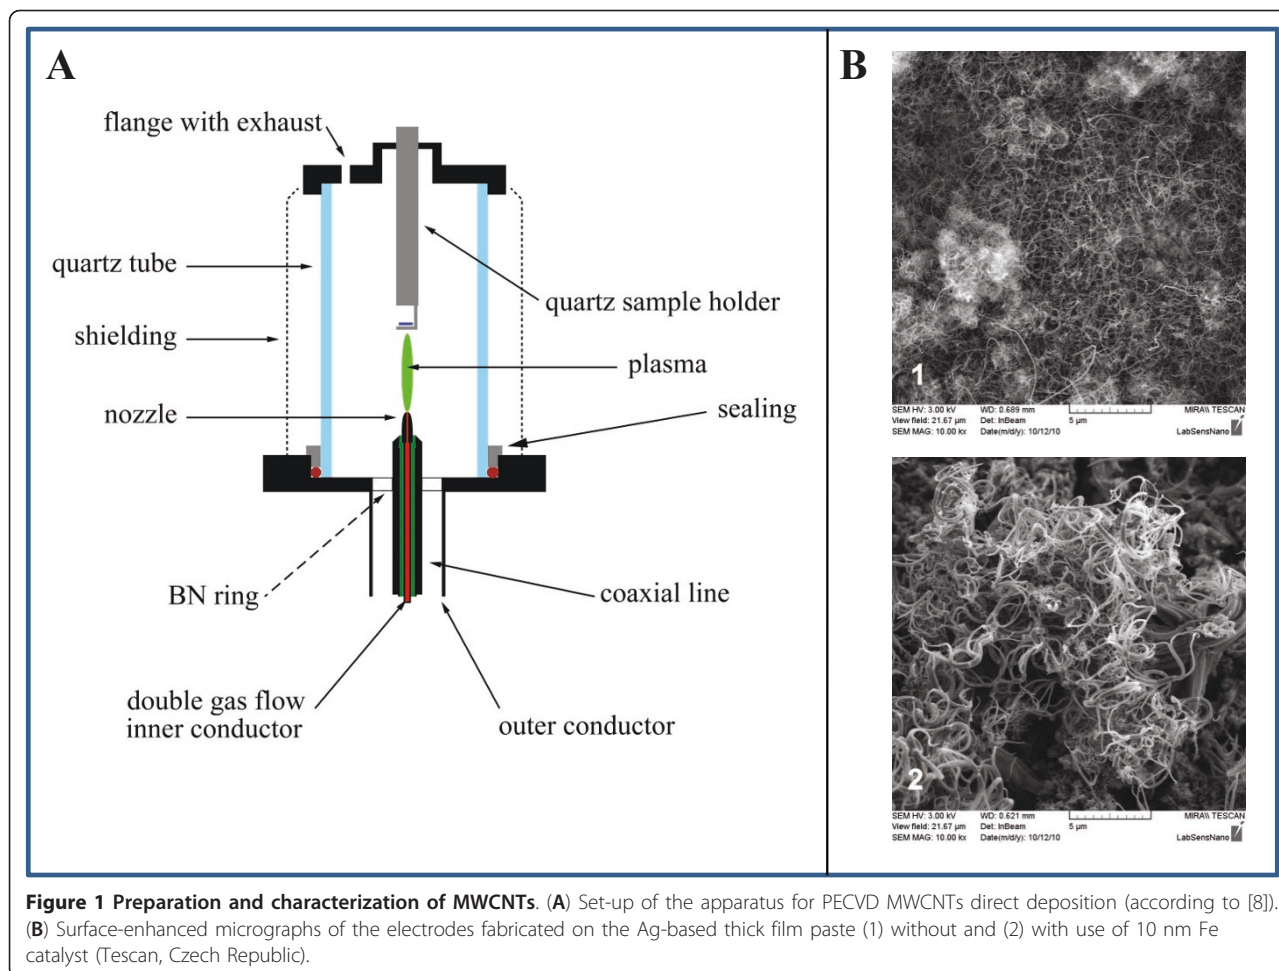 A
flange with exhaust
quartz tube
shielding
nozzle
quartz sample holder
plasma
sealing
BN ring
coaxial line
double gas flow
inner conductor
outer conductor
B
1
SEM HV: 3.00 kV WD: 0.689 mm MIRA\\ TESCAN
View field: 21.67 µm Det: InBeam 5 µm
SEM MAG: 10.00 kx Date(m/d/y): 10/12/10 LabSensNano
2
SEM HV: 3.00 kV WD: 0.621 mm MIRA\\ TESCAN
View field: 21.67 µm Det: InBeam 5 µm
SEM MAG: 10.00 kx Date(m/d/y): 10/12/10 LabSensNano
Figure 1 Preparation and characterization of MWCNTs. (A) Set-up of the apparatus for PECVD MWCNTs direct deposition (according to [8]).
(B) Surface-enhanced micrographs of the electrodes fabricated on the Ag-based thick film paste (1) without and (2) with use of 10 nm Fe
catalyst (Tescan, Czech Republic).